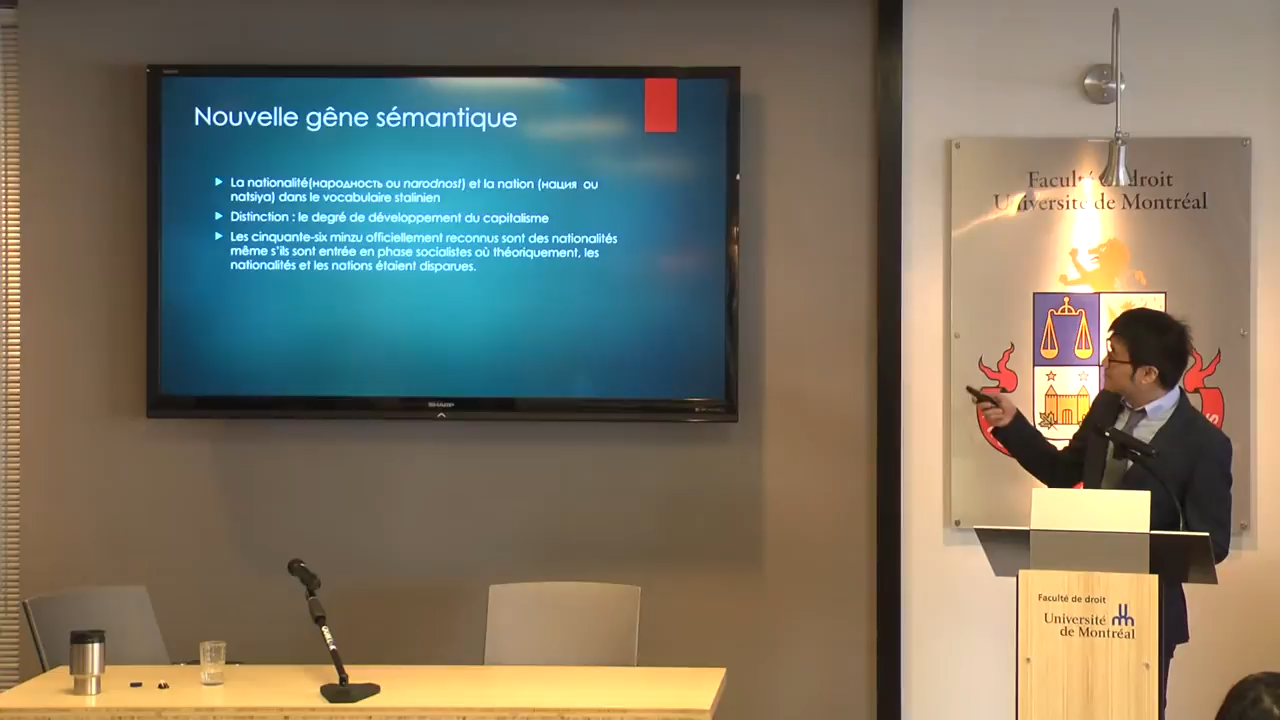 Nouvelle gêne sémantique
La nationalité(народность ou narodnost) et la nation (нация ou
natsiya) dans le vocabulaire stalinien
Distinction : le degré de développement du capitalisme
Les cinquante-six minzu officiellement reconnus sont des nationalités
même s'ils sont entrée en phase socialistes où théoriquement, les
nationalités et les nations étaient disparues.
SHARP
Faculté de droit
Université de Montréal
Faculté de droit
Université
de Montréal